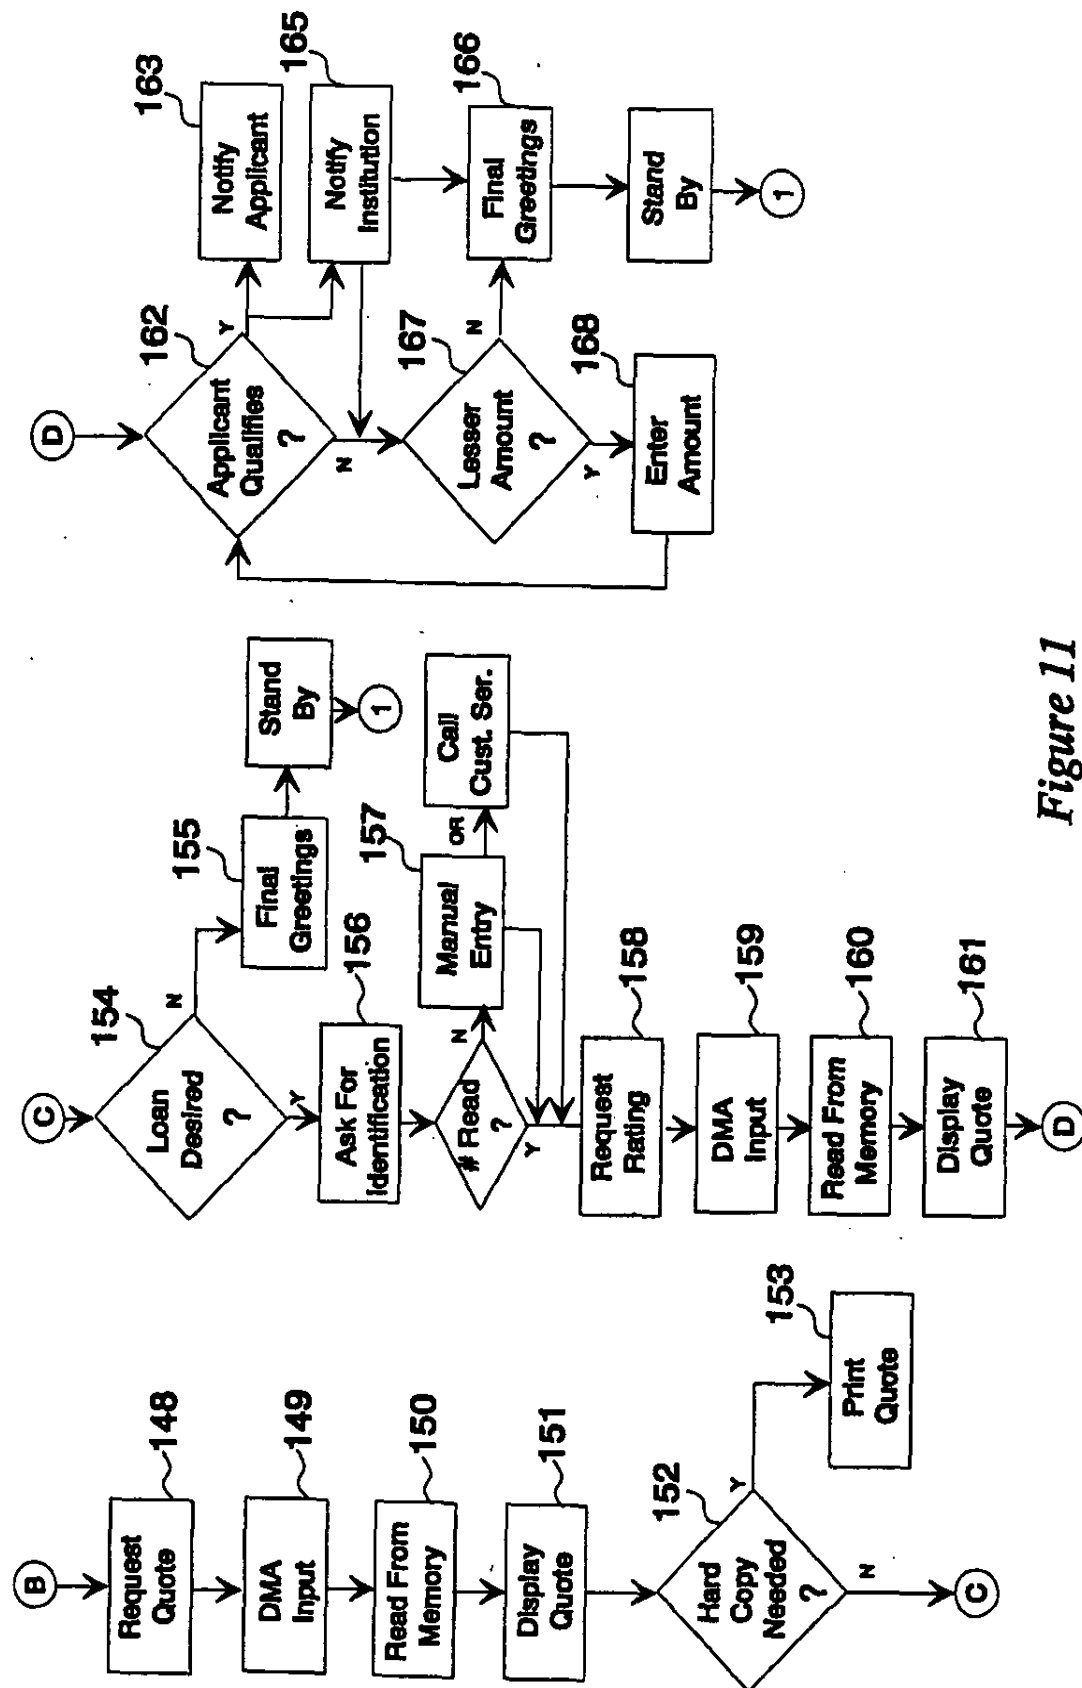 B
Request
Quote
148
DMA
Input
149
Read From
Memory
150
Display
Quote
151
Hard
Copy
Needed
?
152
Y
N
Print
Quote
153
C
C
Loan
Desired
?
154
N
Y
Final
Greetings
155
Stand
By
1
Ask For
Identification
156
# Read
?
N
Y
Manual
Entry
157
OR
Call
Cust. Ser.
Request
Rating
158
DMA
Input
159
Read From
Memory
160
Display
Quote
161
D
D
Applicant
Qualifies
?
162
Y
N
Notify
Applicant
163
Notify
Institution
165
Lesser
Amount
?
167
N
Y
Final
Greetings
166
Stand
By
1
Enter
Amount
168
Figure 11